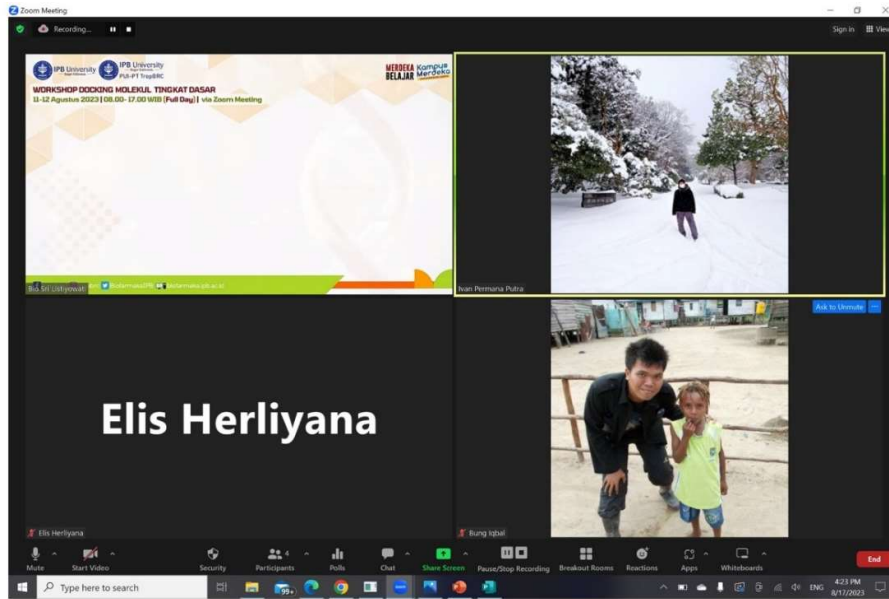 Zoom Meeting
Recording...
Sign in
View
IPB University
IPB University
PUI-PT TropBRC
MERDEKA BELAJAR
Kampus Merdeka
WORKSHOP DOCKING MOLEKUL TINGKAT DASAR
11-12 Agustus 2023 | 08.00- 17.00 WIB (Full Day) | via Zoom Meeting
Ivan Permana Putra
Ask to Unmute
Elis Herliyana
Elis Herliyana
Bung Iqbal
Mute
Start Video
Security
4
Participants
Polls
Chat
Share Screen
Pause/Stop Recording
Breakout Rooms
Reactions
Apps
Whiteboards
End
Type here to search
99+
ENG
4:23 PM
8/17/2023